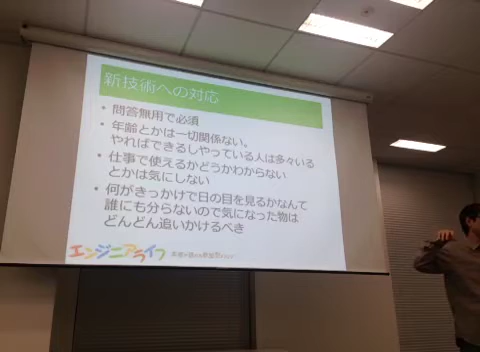 新技術への対応
• 問答無用で必須
• 年齢とかは一切関係ない。
やればできるしやっている人は多々いる
• 仕事で使えるかどうかわからない
とかは気にしない
• 何がきっかけで日の目を見るかなんて
誰にも分らないので気になった物は
どんどん追いかけるべき
エンジニアライフ